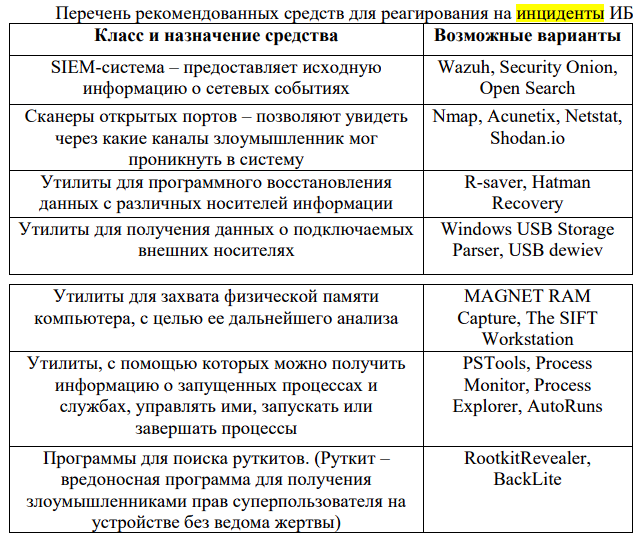 Перечень рекомендованных средств для реагирования на инциденты ИБ
Класс и назначение средства
Возможные варианты
SIEM-система – предоставляет исходную
информацию о сетевых событиях
Wazuh, Security Onion,
Open Search
Сканеры открытых портов – позволяют увидеть
через какие каналы злоумышленник мог
проникнуть в систему
Nmap, Acunetix, Netstat,
Shodan.io
Утилиты для программного восстановления
данных с различных носителей информации
R-saver, Hatman
Recovery
Утилиты для получения данных о подключаемых
внешних носителях
Windows USB Storage
Parser, USB dewiev
Утилиты для захвата физической памяти
компьютера, с целью ее дальнейшего анализа
MAGNET RAM
Capture, The SIFT
Workstation
Утилиты, с помощью которых можно получить
информацию о запущенных процессах и
службах, управлять ими, запускать или
завершать процессы
PSTools, Process
Monitor, Process
Explorer, AutoRuns
Программы для поиска руткитов. (Руткит –
вредоносная программа для получения
злоумышленниками прав суперпользователя на
устройстве без ведома жертвы)
RootkitRevealer,
BackLite